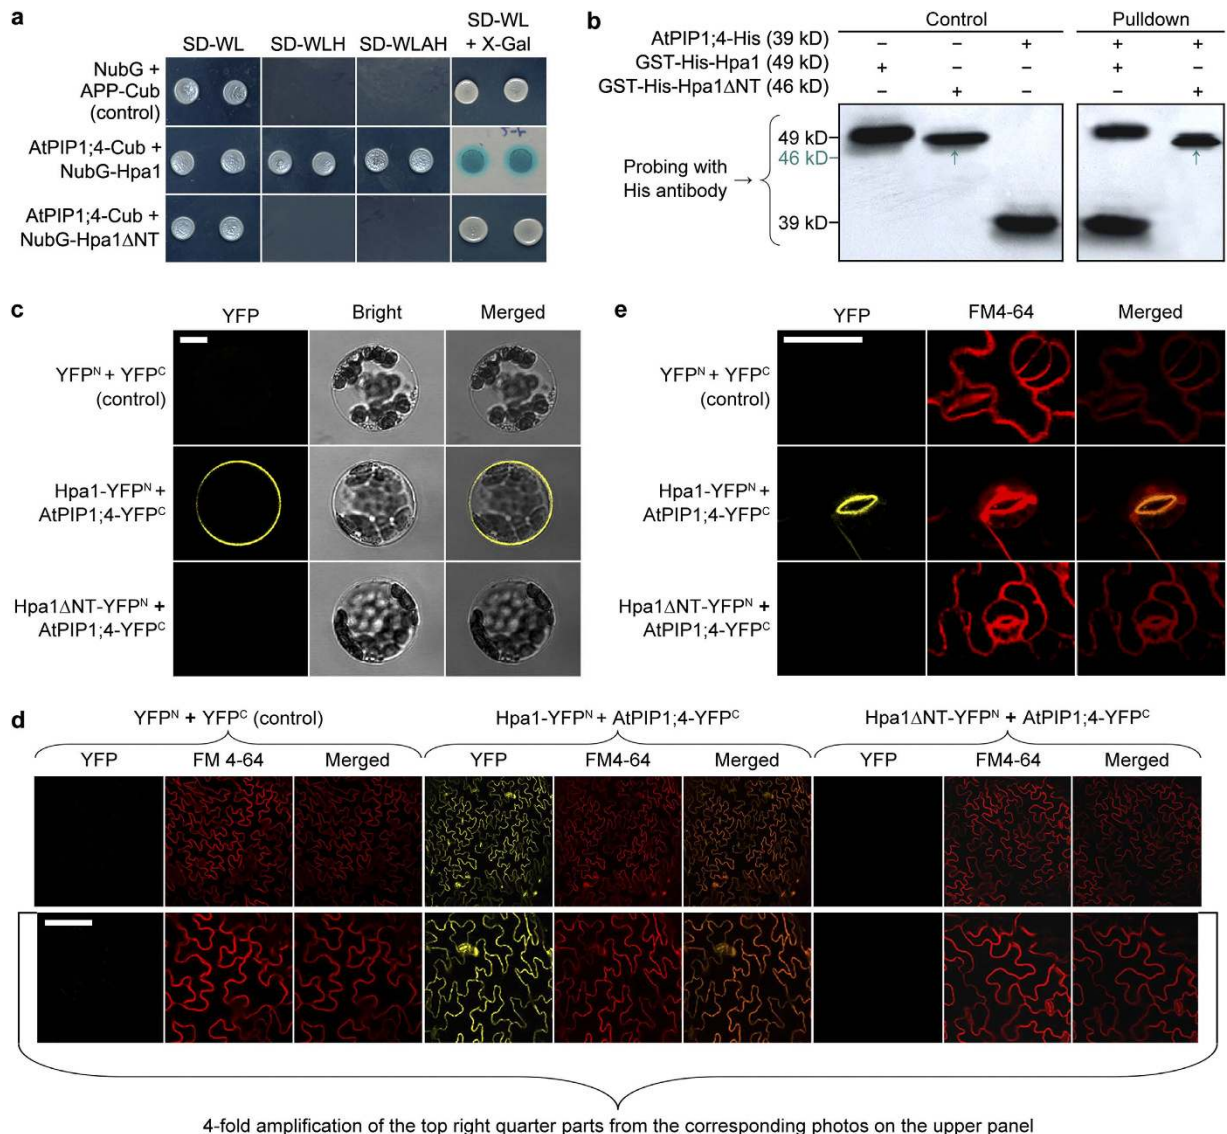 a
SD-WL
SD-WLH
SD-WLAH
SD-WL
+ X-Gal
NubG +
APP-Cub
(control)
AtPIP1;4-Cub +
NubG-Hpa1
AtPIP1;4-Cub +
NubG-Hpa1ΔNT
b
Control
Pulldown
AtPIP1;4-His (39 kD) – – + + +
GST-His-Hpa1 (49 kD) + – – + –
GST-His-Hpa1ΔNT (46 kD) – + – – +
49 kD
46 kD
39 kD
Probing with
His antibody
→
c
YFP
Bright
Merged
YFPᴺ + YFPᶜ
(control)
Hpa1-YFPᴺ +
AtPIP1;4-YFPᶜ
Hpa1ΔNT-YFPᴺ +
AtPIP1;4-YFPᶜ
e
YFP
FM4-64
Merged
YFPᴺ + YFPᶜ
(control)
Hpa1-YFPᴺ +
AtPIP1;4-YFPᶜ
Hpa1ΔNT-YFPᴺ +
AtPIP1;4-YFPᶜ
d
YFPᴺ + YFPᶜ (control)
Hpa1-YFPᴺ + AtPIP1;4-YFPᶜ
Hpa1ΔNT-YFPᴺ + AtPIP1;4-YFPᶜ
YFP
FM 4-64
Merged
YFP
FM4-64
Merged
YFP
FM4-64
Merged
4-fold amplification of the top right quarter parts from the corresponding photos on the upper panel